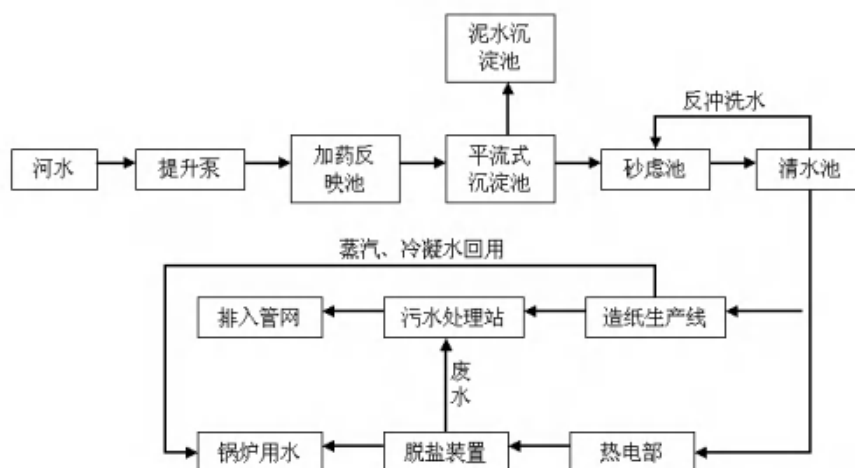 泥水沉
淀池
反冲洗水
河水
提升泵
加药反
映池
平流式
沉淀池
砂虑池
清水池
蒸汽、冷凝水回用
排入管网
污水处理站
造纸生产线
废
水
锅炉用水
脱盐装置
热电部